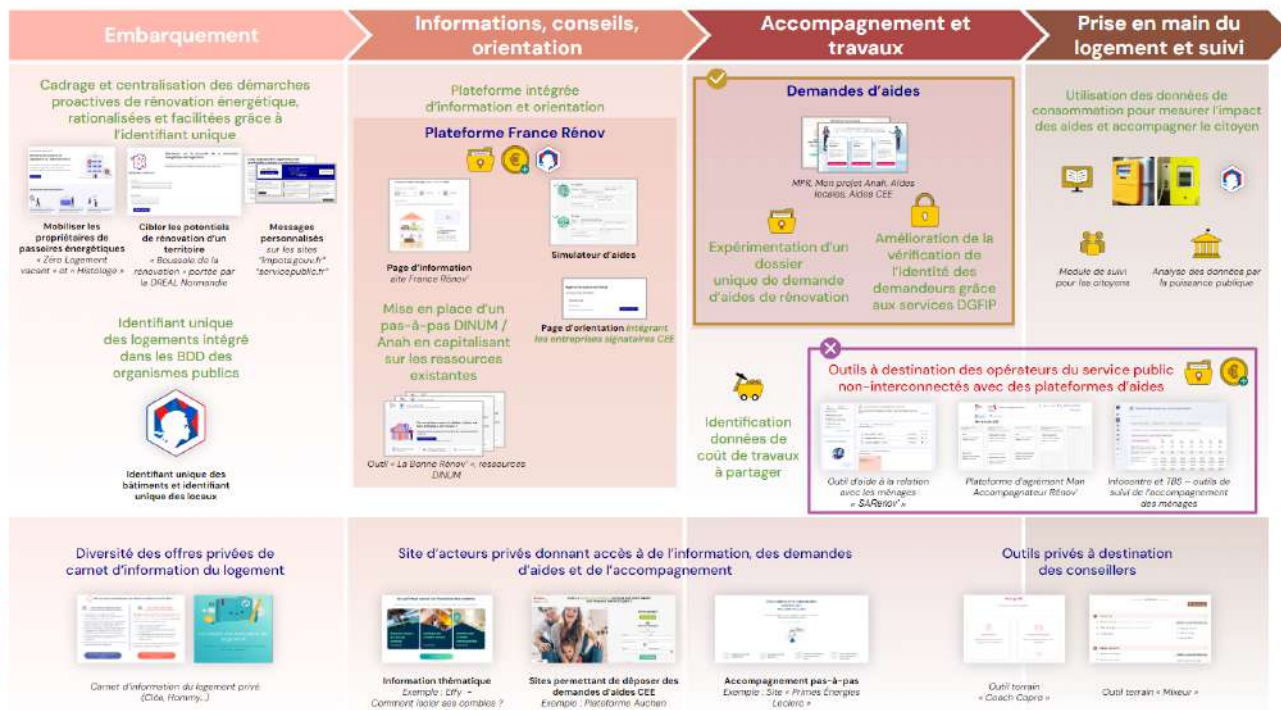 Embarquement
Informations, conseils,
orientation
Accompagnement et
travaux
Prise en main du
logement et suivi
Cadrage et centralisation des démarches
proactives de rénovation énergétique,
rationalisées et facilitées grâce à
l'identifiant unique
Mobiliser les
propriétaires de
passoires énergétiques
« Zéro Logement
vacant » et « Histologe »
Cibler les potentiels
de rénovation d'un
territoire
« Boussole de la
rénovation » portée par
la DREAL Normandie
Messages
personnalisés
sur les sites
"impots.gouv.fr"
"servicepublic.fr"
Identifiant unique
des logements intégré
dans les BDD des
organismes publics
Identifiant unique des
bâtiments et identifiant
unique des locaux
Plateforme intégrée
d'information et orientation
Plateforme France Rénov
Page d'information
site France Rénov'
Simulateur d'aides
Mise en place d'un
pas-à-pas DINUM /
Anah en capitalisant
sur les ressources
existantes
Page d'orientation intégrant
les entreprises signataires CEE
Outil « La Bonne Rénov' », ressources
DINUM
Demandes d'aides
MPR, Mon projet Anah, Aides
locales, Aides CEE
Expérimentation d'un
dossier
unique de demande
d'aides de rénovation
Amélioration de la
vérification de
l'identité des
demandeurs grâce
aux services DGFIP
Identification
données de
coût de travaux
à partager
Utilisation des données de
consommation pour mesurer l'impact
des aides et accompagner le citoyen
Module de suivi
pour les citoyens
Analyse des données par
la puissance publique
Outils à destination des opérateurs du service public
non-interconnectés avec des plateformes d'aides
Outil d'aide à la relation
avec les ménages
« SARénov' »
Plateforme d'agrément Mon
Accompagnateur Rénov'
Infocentre et TBS – outils de
suivi de l'accompagnement
des ménages
Diversité des offres privées de
carnet d'information du logement
Carnet d'information du logement privé
(Cléa, Hommy...)
Site d'acteurs privés donnant accès à de l'information, des demandes
d'aides et de l'accompagnement
Information thématique
Exemple : Effy –
Comment isoler ses combles ?
Sites permettant de déposer des
demandes d'aides CEE
Exemple : Plateforme Auchan
Accompagnement pas-à-pas
Exemple : Site « Primes Énergies
Leclerc »
Outils privés à destination
des conseillers
Outil terrain
« Coach Copro »
Outil terrain « Mixeur »